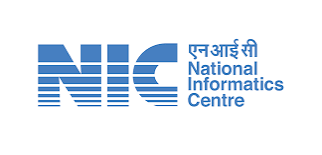 NIC
एनआईसी
National
Informatics
Centre